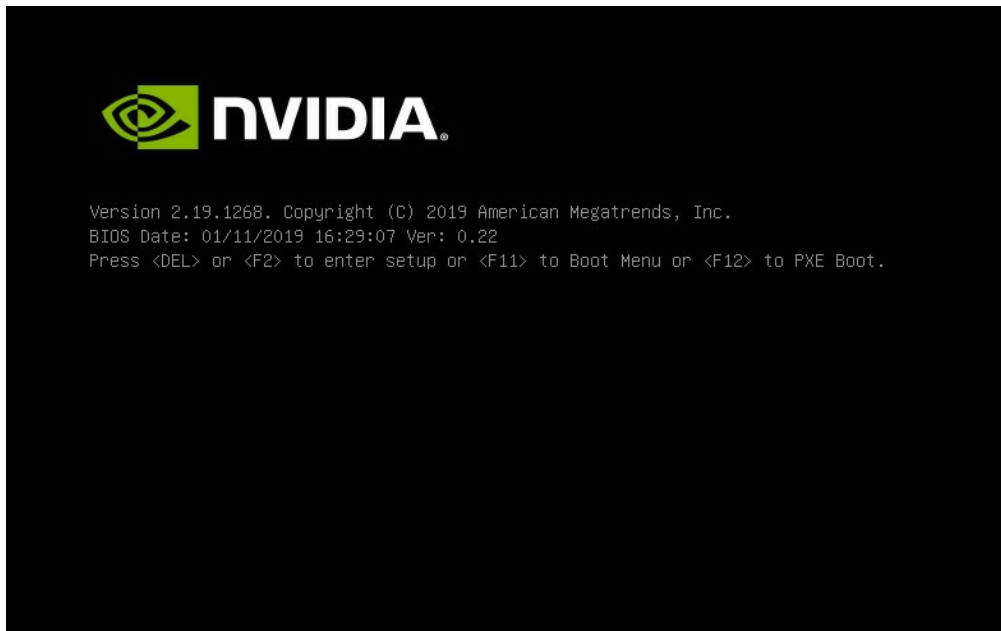 NVIDIA.
Version 2.19.1268. Copyright (C) 2019 American Megatrends, Inc.
BIOS Date: 01/11/2019 16:29:07 Ver: 0.22
Press <DEL> or <F2> to enter setup or <F11> to Boot Menu or <F12> to PXE Boot.